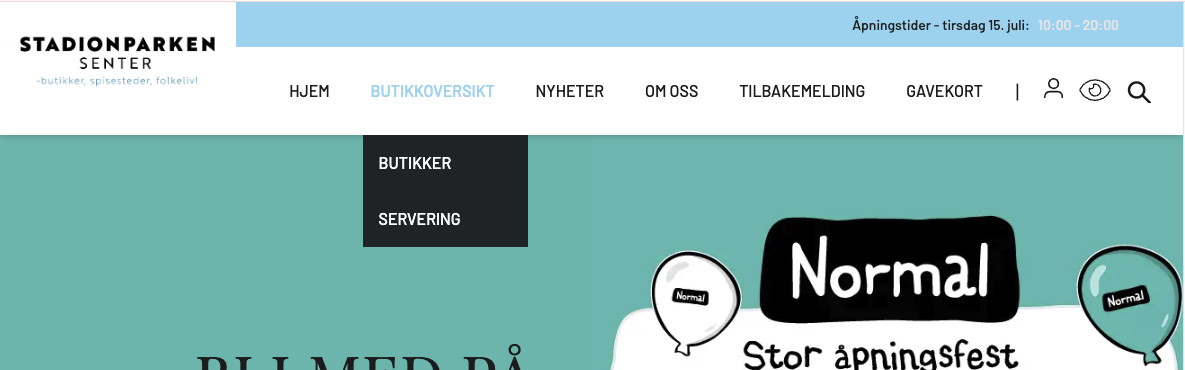 STADIONPARKEN
SENTER
-butikker, spisesteder, folkeliv!
Åpningstider - tirsdag 15. juli: 10:00 - 20:00
HJEM BUTIKKOVERSIKT NYHETER OM OSS TILBAKEMELDING GAVEKORT |
BUTIKKER
SERVERING
Normal
Normal
Normal
Stor åpningsfest
BLI MED PÅ